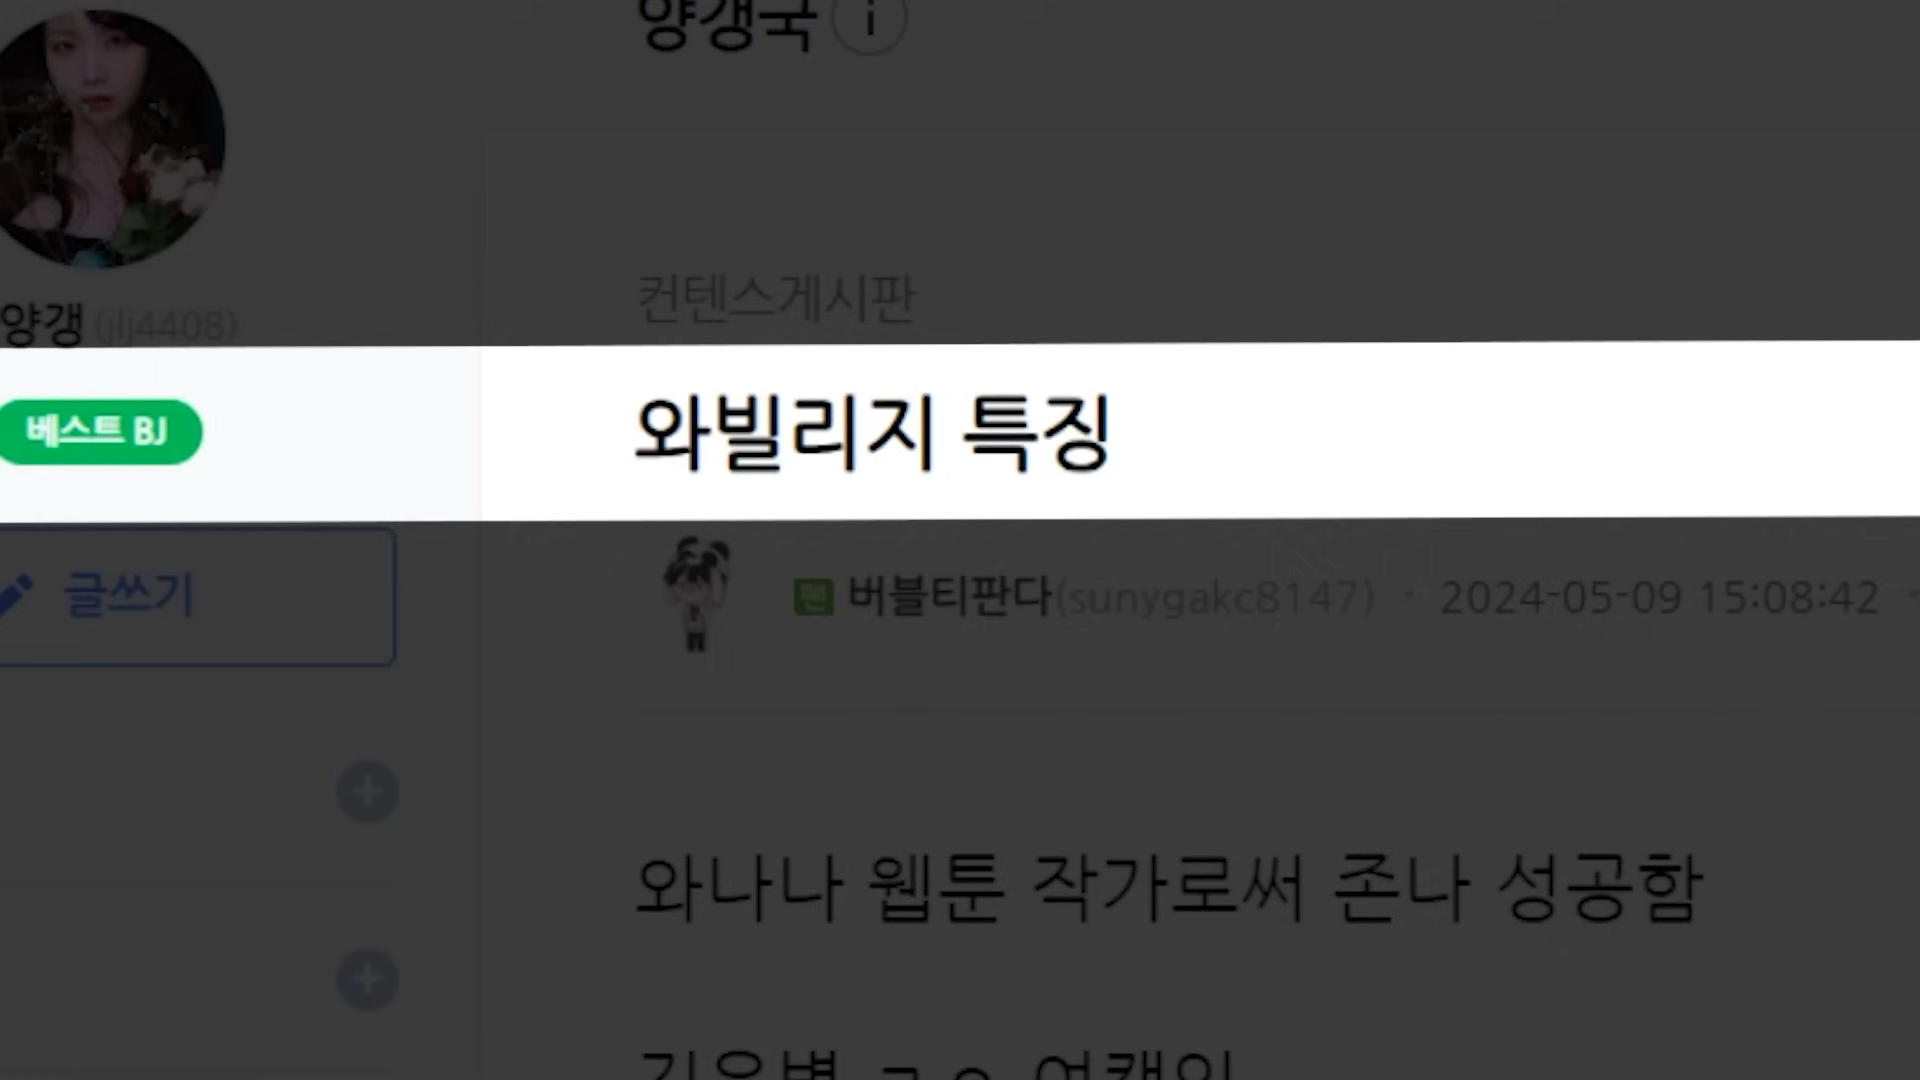 양갱국 i
양갱 (jlj4408)
베스트 BJ
글쓰기
컨텐스게시판
와빌리지 특징
팬 버블티판다(sunygakc8147) · 2024-05-09 15:08:42
와나나 웹툰 작가로써 존나 성공함